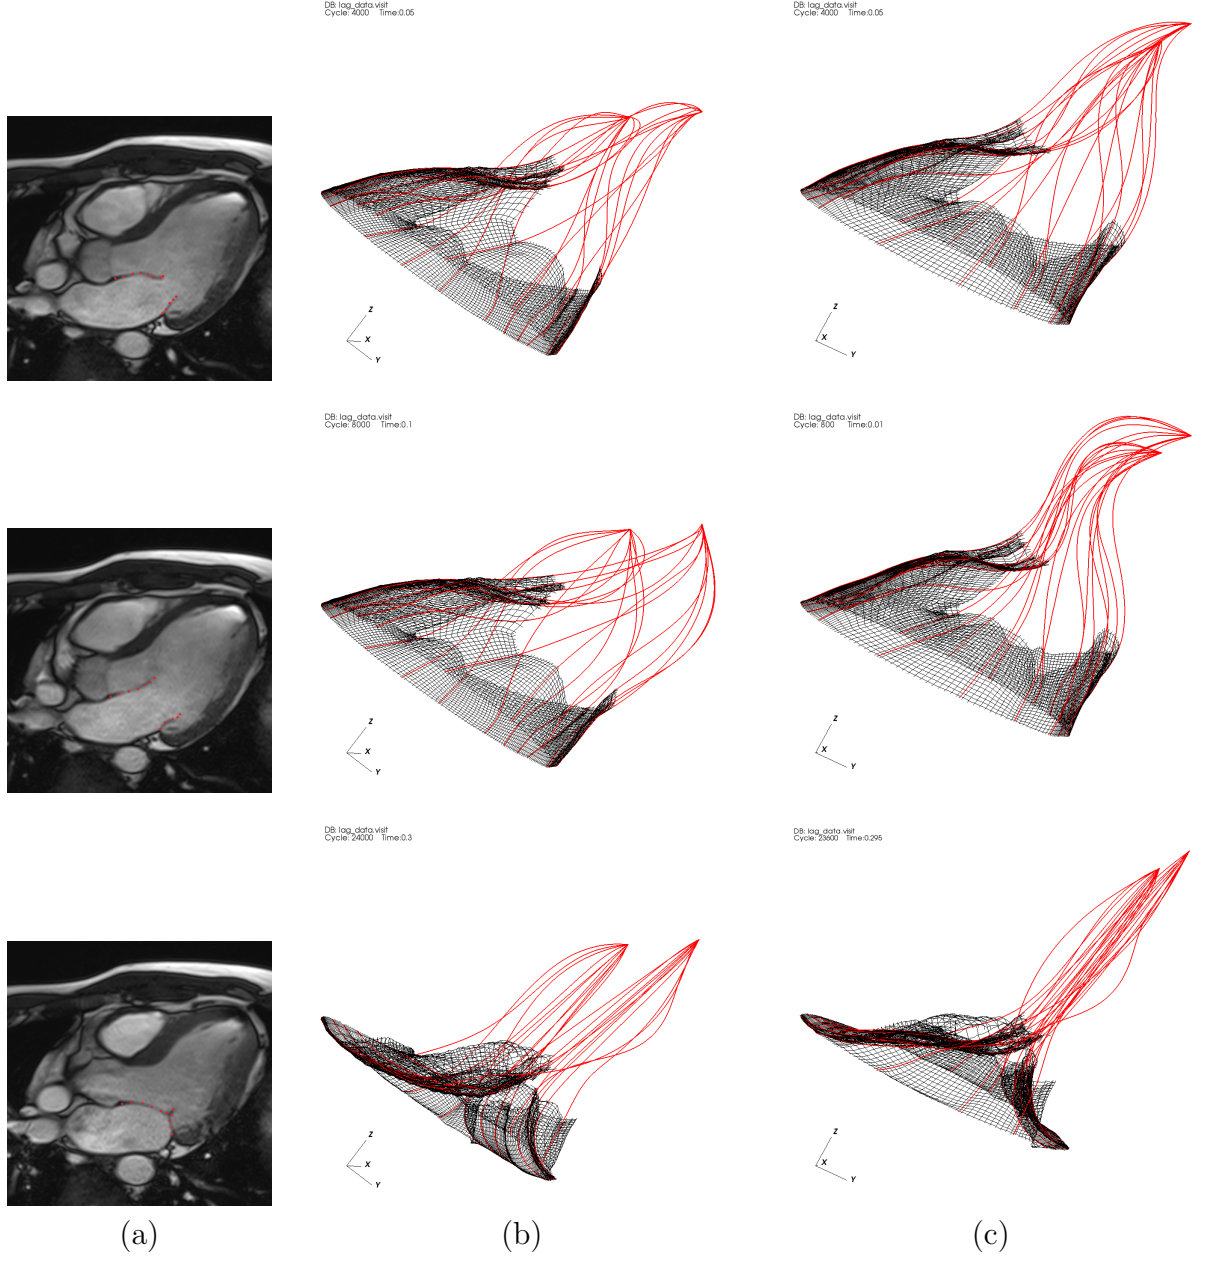 DB: lag_data.visit
Cycle: 4000 Time:0.05
DB: lag_data.visit
Cycle: 4000 Time:0.05
Z
X
Y
Z
X
Y
DB: lag_data.visit
Cycle: 8000 Time:0.1
DB: lag_data.visit
Cycle: 800 Time:0.01
Z
X
Y
Z
X
Y
DB: lag_data.visit
Cycle: 24000 Time:0.3
DB: lag_data.visit
Cycle: 23600 Time:0.295
Z
X
Y
Z
X
Y
(a) (b) (c)